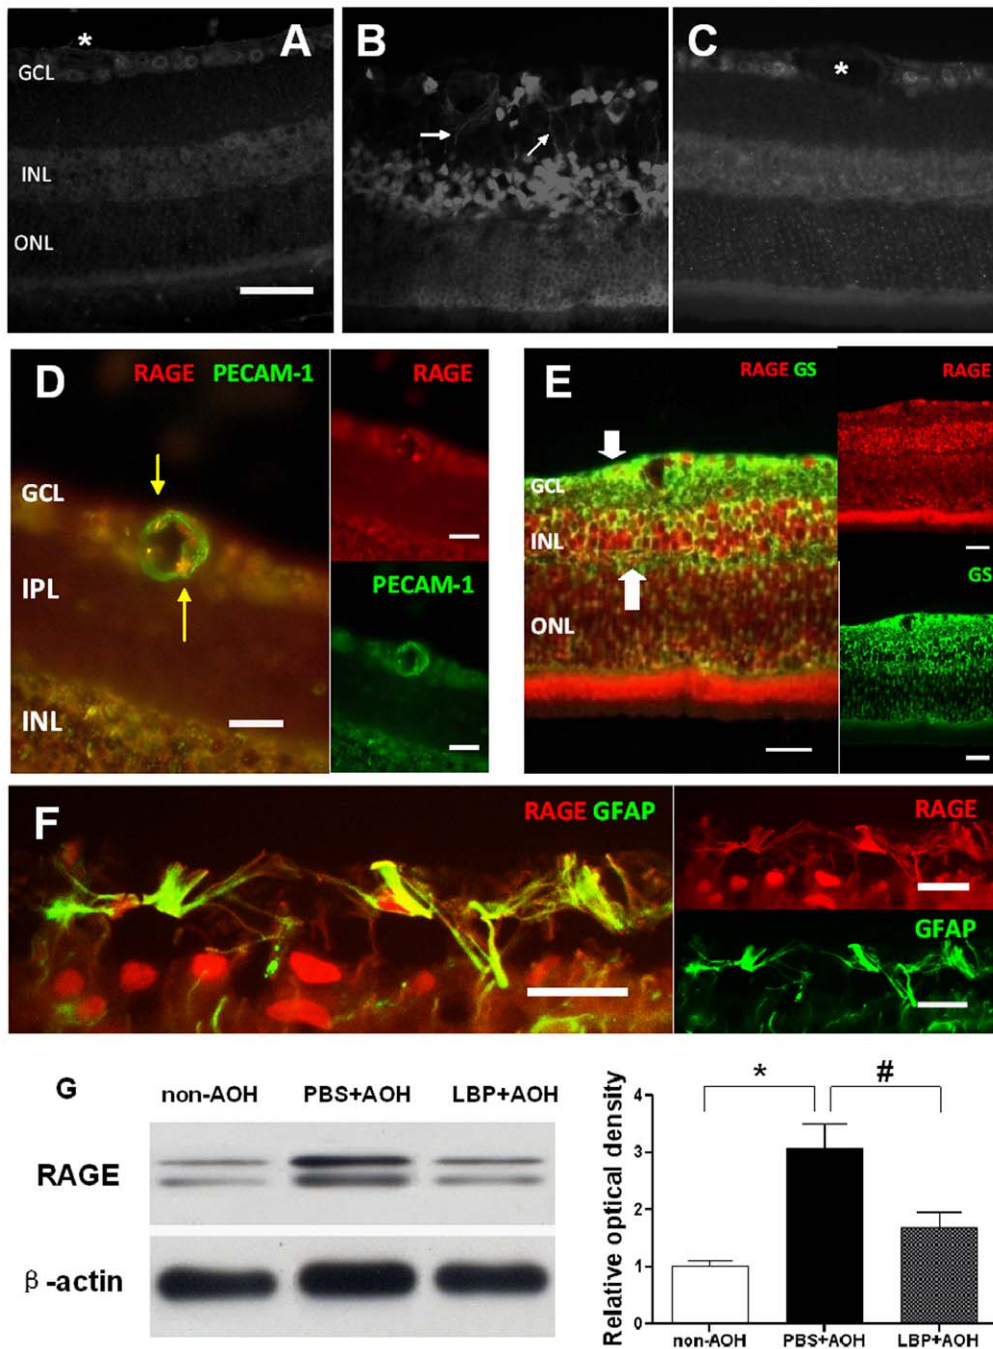 A
B
C
*
*
GCL
INL
ONL
D
RAGE PECAM-1
RAGE
GCL
IPL
INL
PECAM-1
E
RAGE GS
RAGE
GCL
INL
ONL
GS
F
RAGE GFAP
RAGE
GFAP
G
non-AOH PBS+AOH LBP+AOH
RAGE
β-actin
Relative optical density
* #
4
3
2
1
0
non-AOH PBS+AOH LBP+AOH